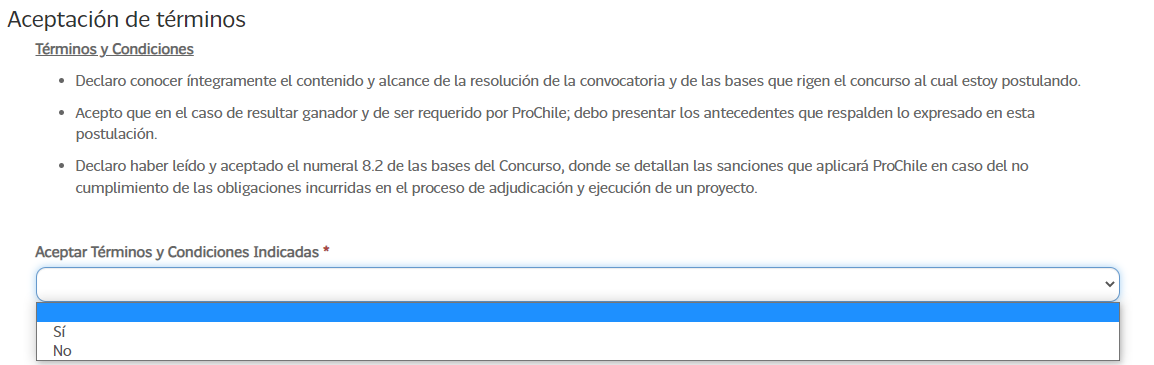 Aceptación de términos
Términos y Condiciones
• Declaro conocer íntegramente el contenido y alcance de la resolución de la convocatoria y de las bases que rigen el concurso al cual estoy postulando.
• Acepto que en el caso de resultar ganador y de ser requerido por ProChile; debo presentar los antecedentes que respalden lo expresado en esta
postulación.
• Declaro haber leído y aceptado el numeral 8.2 de las bases del Concurso, donde se detallan las sanciones que aplicará ProChile en caso del no
cumplimiento de las obligaciones incurridas en el proceso de adjudicación y ejecución de un proyecto.
Aceptar Términos y Condiciones Indicadas *
Sí
No